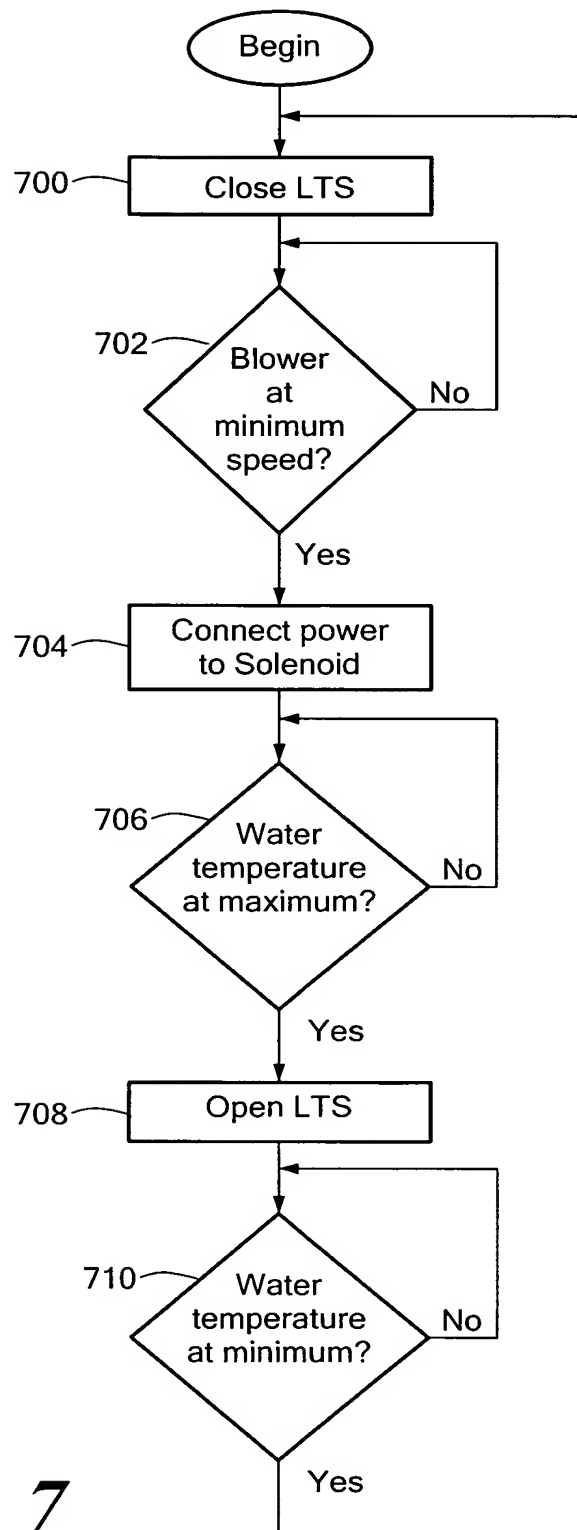 Begin
700
Close LTS
702
Blower
at
minimum
speed?
No
Yes
704
Connect power
to Solenoid
706
Water
temperature
at maximum?
No
Yes
708
Open LTS
710
Water
temperature
at minimum?
No
Yes
7